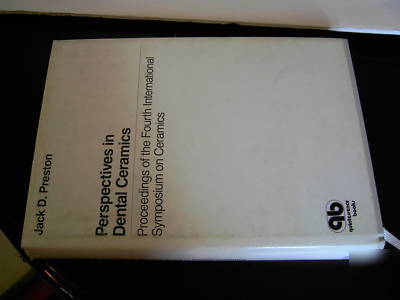 Jack D. Preston
Perspectives in
Dental Ceramics
Proceedings of the Fourth International
Symposium on Ceramics
qb
quintessence
books